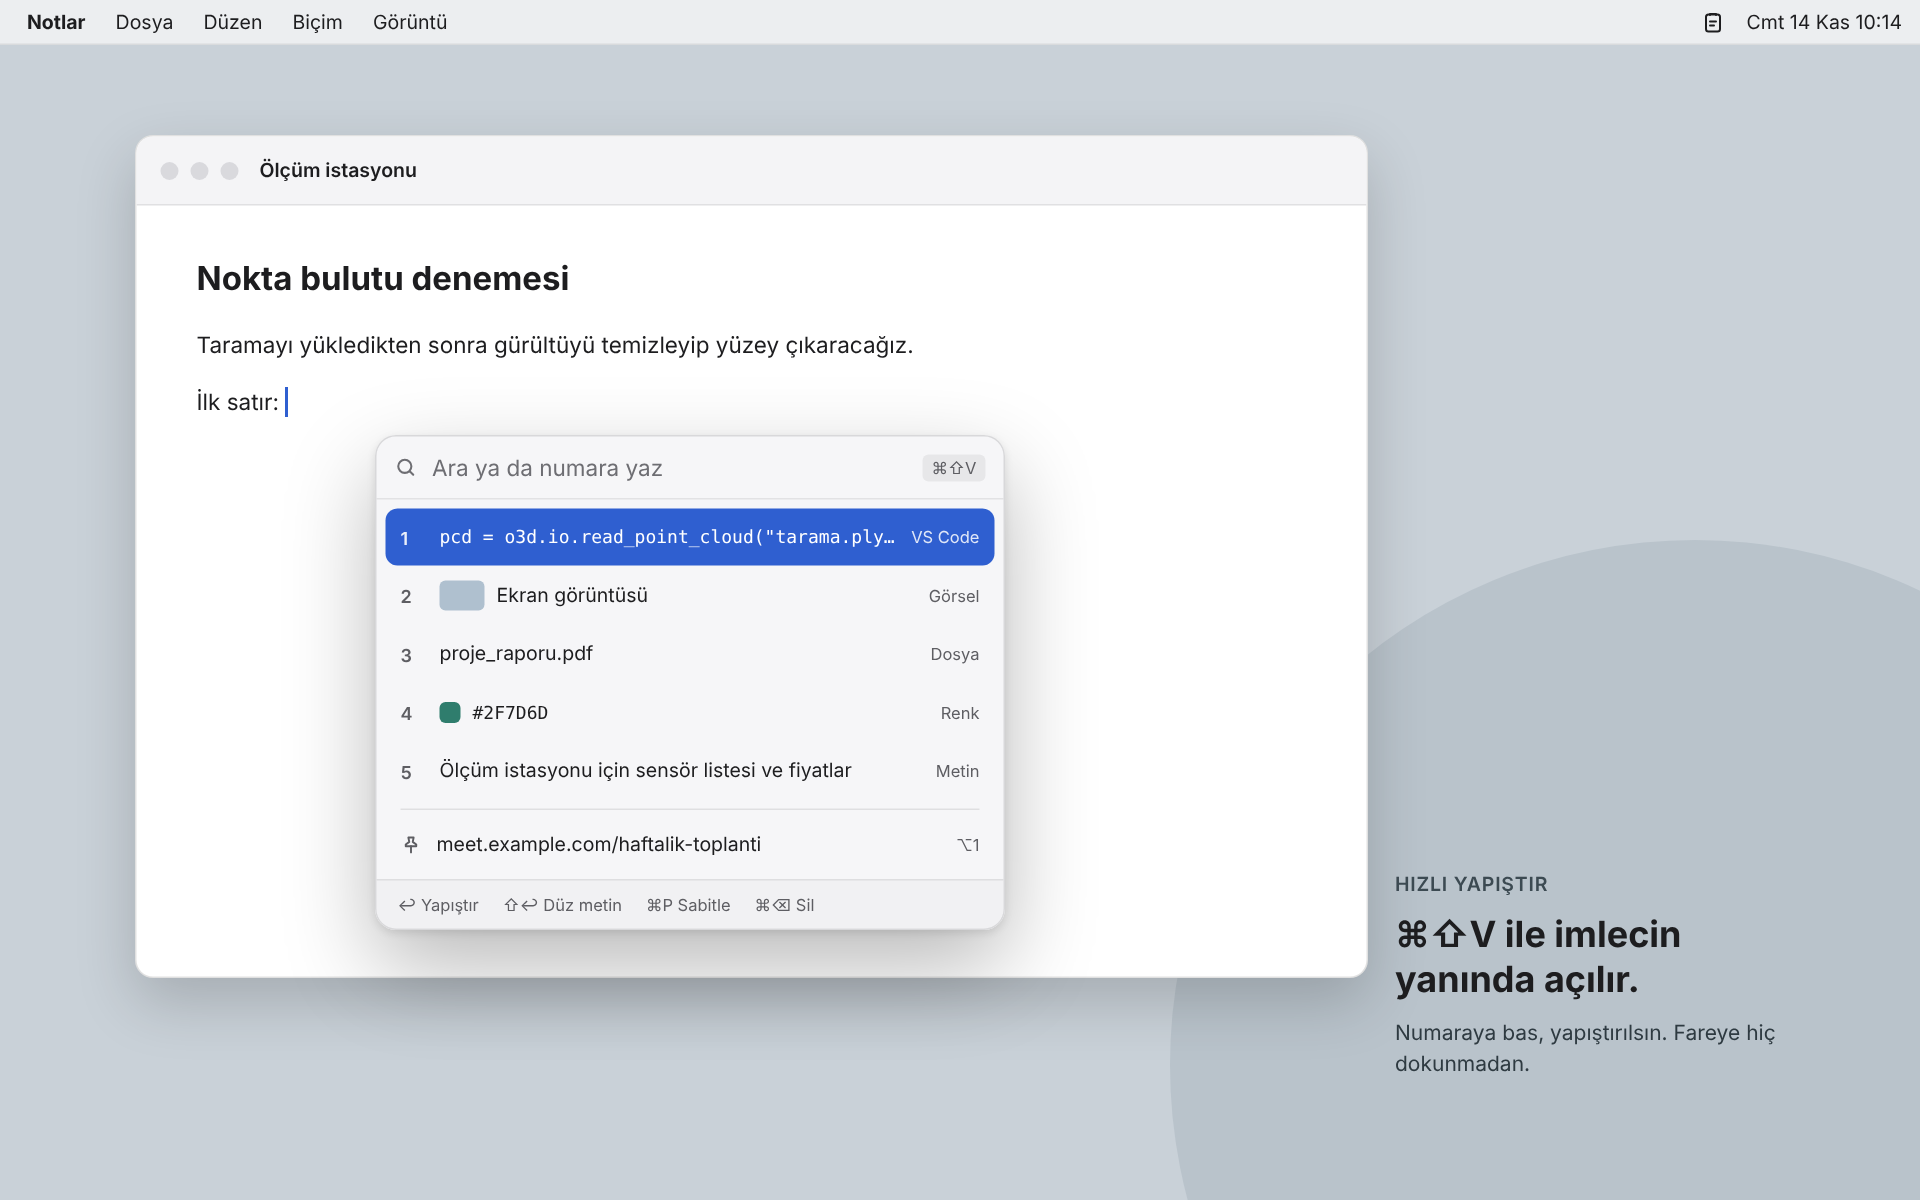 Notlar Dosya Düzen Biçim Görüntü Cmt 14 Kas 10:14
Ölçüm istasyonu
Nokta bulutu denemesi
Taramayı yükledikten sonra gürültüyü temizleyip yüzey çıkaracağız.
İlk satır:
Ara ya da numara yaz ⌘⇧V
1 pcd = o3d.io.read_point_cloud("tarama.ply… VS Code
2 Ekran görüntüsü Görsel
3 proje_raporu.pdf Dosya
4 #2F7D6D Renk
5 Ölçüm istasyonu için sensör listesi ve fiyatlar Metin
meet.example.com/haftalik-toplanti ⌥1
↩ Yapıştır ⇧↩ Düz metin ⌘P Sabitle ⌘⌫ Sil
HIZLI YAPIŞTIR
⌘⇧V ile imlecin
yanında açılır.
Numaraya bas, yapıştırılsın. Fareye hiç
dokunmadan.